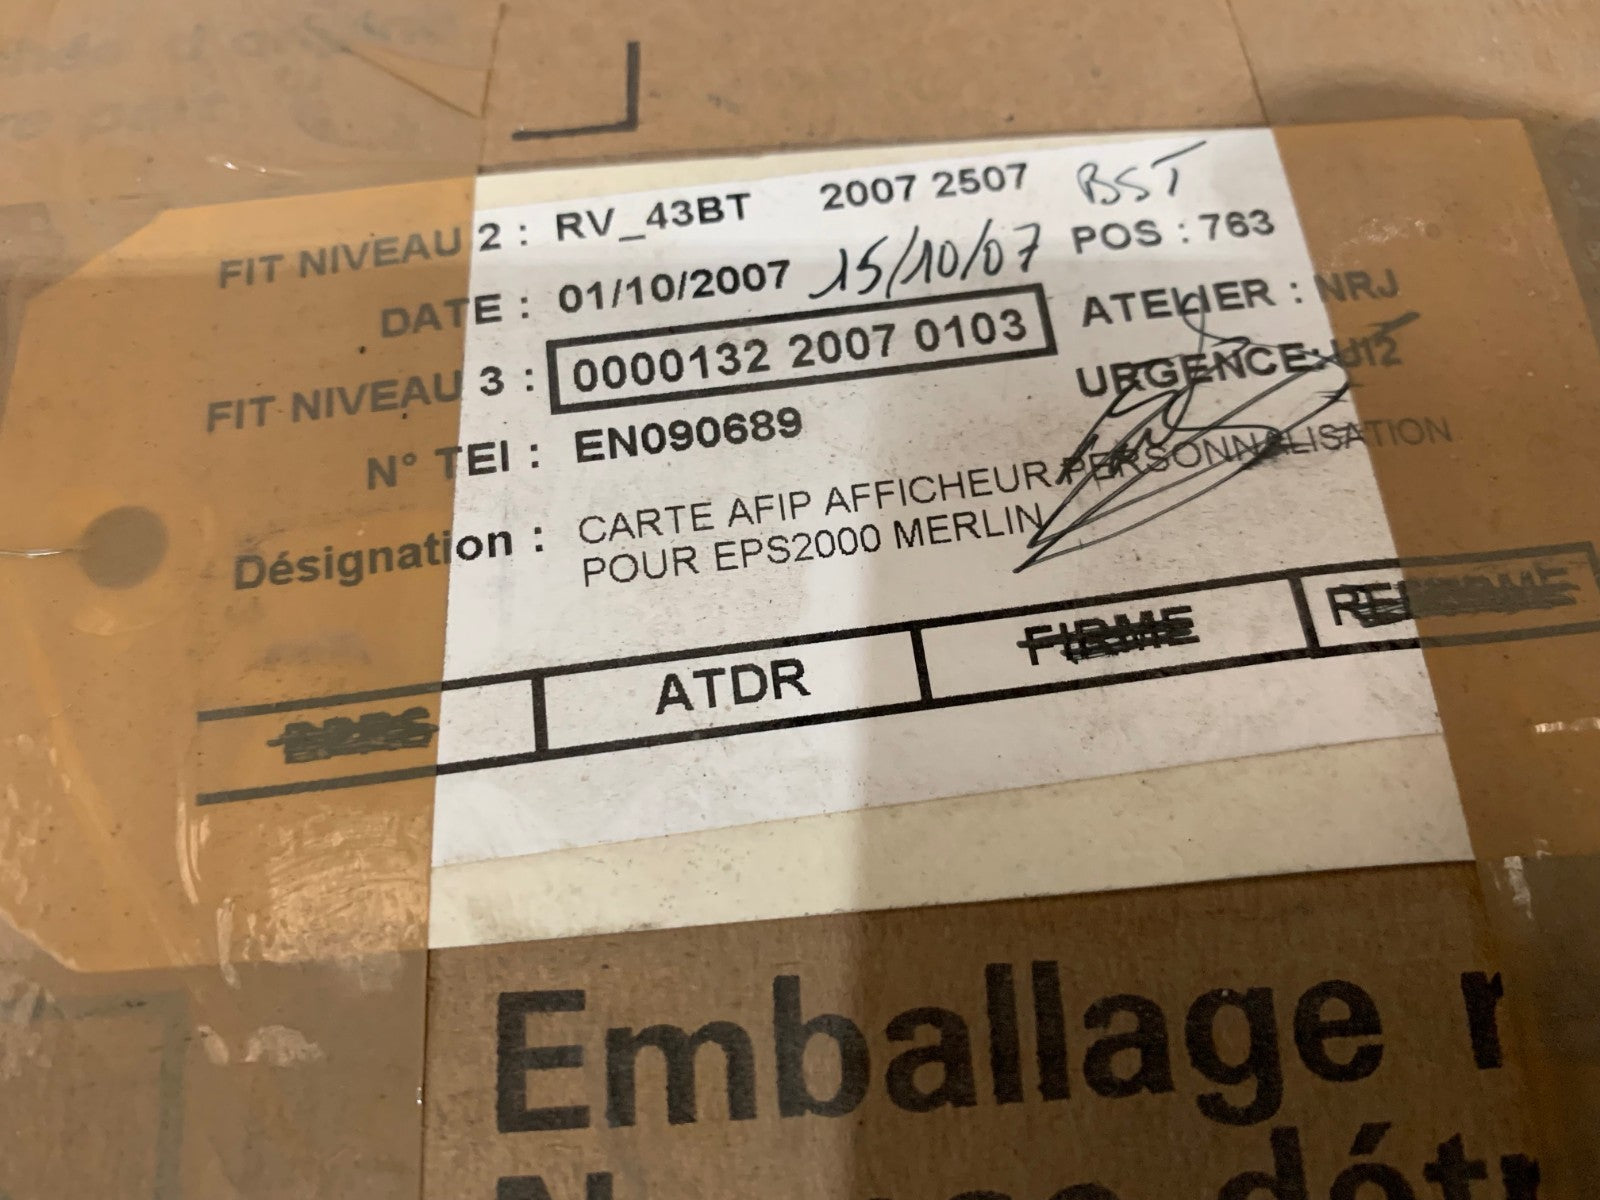 FIT NIVEAU 2 : RV_43BT 2007 2507 BST
DATE : 01/10/2007 15/10/07 POS : 763
FIT NIVEAU 3 : 0000132 2007 0103 ATELIER : NRJ
N° TEI : EN090689 URGENCE: U12
Désignation : CARTE AFIP AFFICHEUR PERSONNALISATION
POUR EPS2000 MERLIN
ATDR FIRME
Emballage